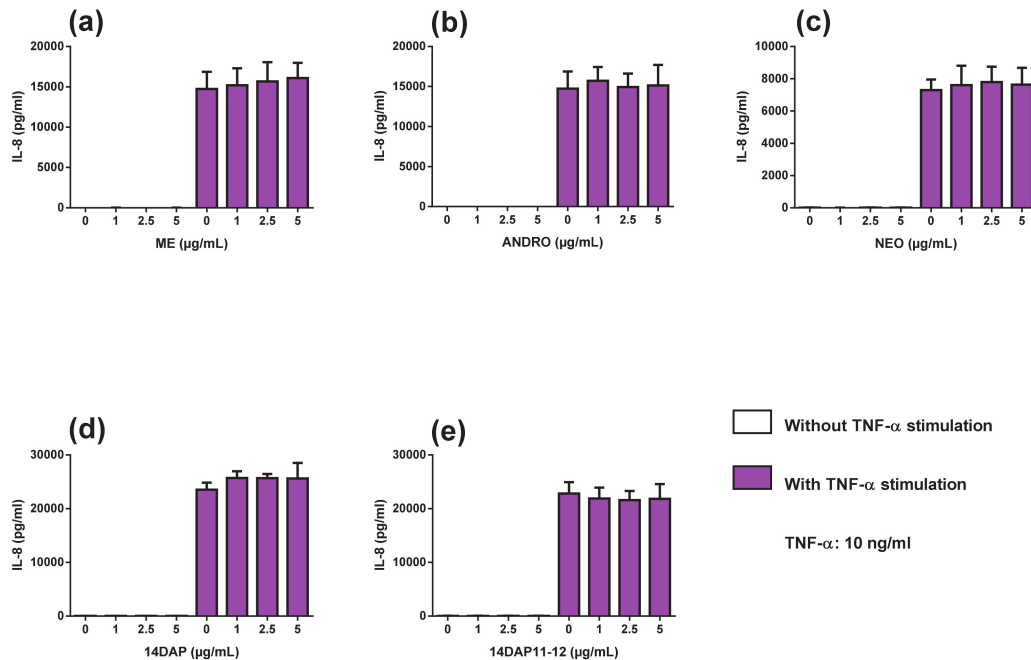 (a)
20000
15000
10000
5000
0
IL-8 (pg/ml)
0 1 2.5 5 0 1 2.5 5
ME (µg/mL)
(b)
20000
15000
10000
5000
0
IL-8 (pg/ml)
0 1 2.5 5 0 1 2.5 5
ANDRO (µg/mL)
(c)
10000
8000
6000
4000
2000
0
IL-8 (pg/ml)
0 1 2.5 5 0 1 2.5 5
NEO (µg/mL)
(d)
30000
20000
10000
0
IL-8 (pg/ml)
0 1 2.5 5 0 1 2.5 5
14DAP (µg/mL)
(e)
30000
20000
10000
0
IL-8 (pg/ml)
0 1 2.5 5 0 1 2.5 5
14DAP11-12 (µg/mL)
Without TNF-α stimulation
With TNF-α stimulation
TNF-α: 10 ng/ml